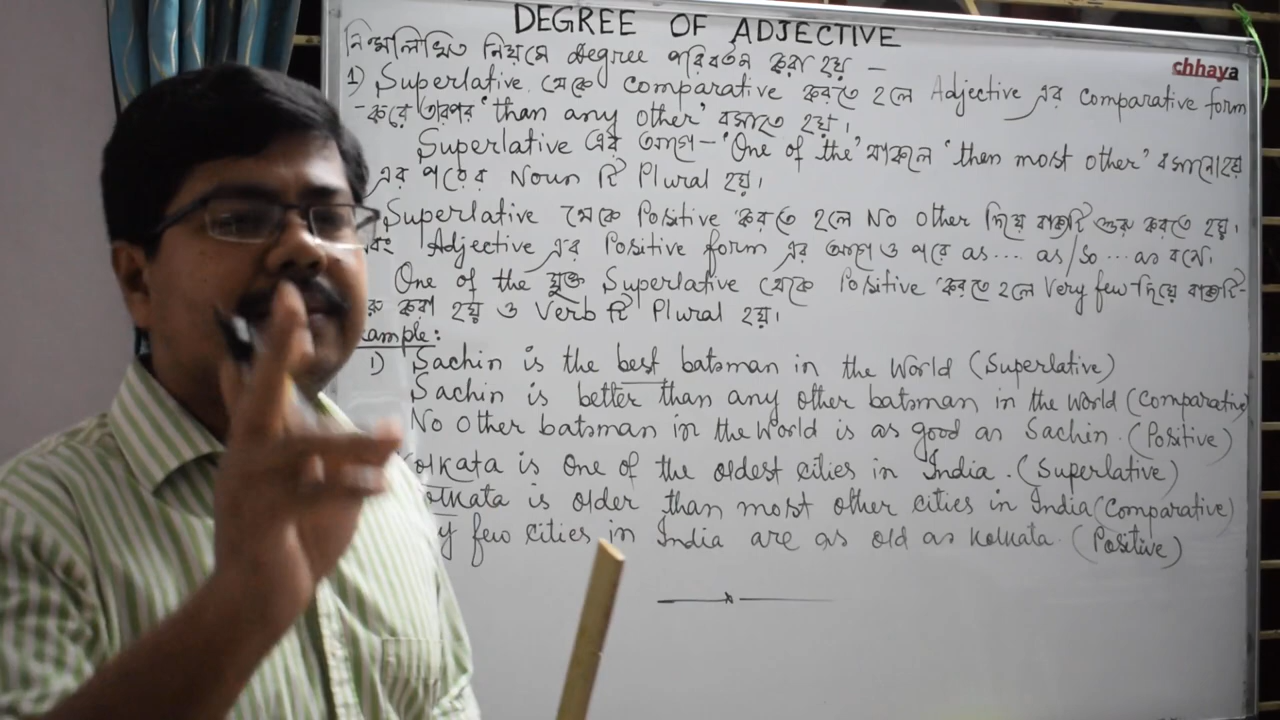 DEGREE OF ADJECTIVE
chhaya
নিম্নলিখিত নিয়মে degree পরিবর্তন করা হয় –
1) Superlative থেকে comparative করতে হলে Adjective এর comparative form
করে তারপর 'than any other' বসাতে হয়।
Superlative এর আগে – 'One of the' থাকলে 'than most other' বসানো হয়
এর পরের Noun টি Plural হয়।
Superlative থেকে Positive করতে হলে No Other দিয়ে বাক্যটি শুরু করতে হয়।
Adjective এর Positive form এর আগে ও পরে as .... as/so ... as বসে।
One of the যুক্ত Superlative থেকে Positive করতে হলে Very few দিয়ে বাক্যটি-
করা হয় ও Verb টি Plural হয়।
ample:
1) Sachin is the best batsman in the World (Superlative)
Sachin is better than any other batsman in the World (Comparative)
No Other batsman in the World is as good as Sachin. (Positive)
Kolkata is One of the oldest cities in India. (Superlative)
olkata is older than most other cities in India (Comparative)
y few cities in India are as old as Kolkata. (Positive)